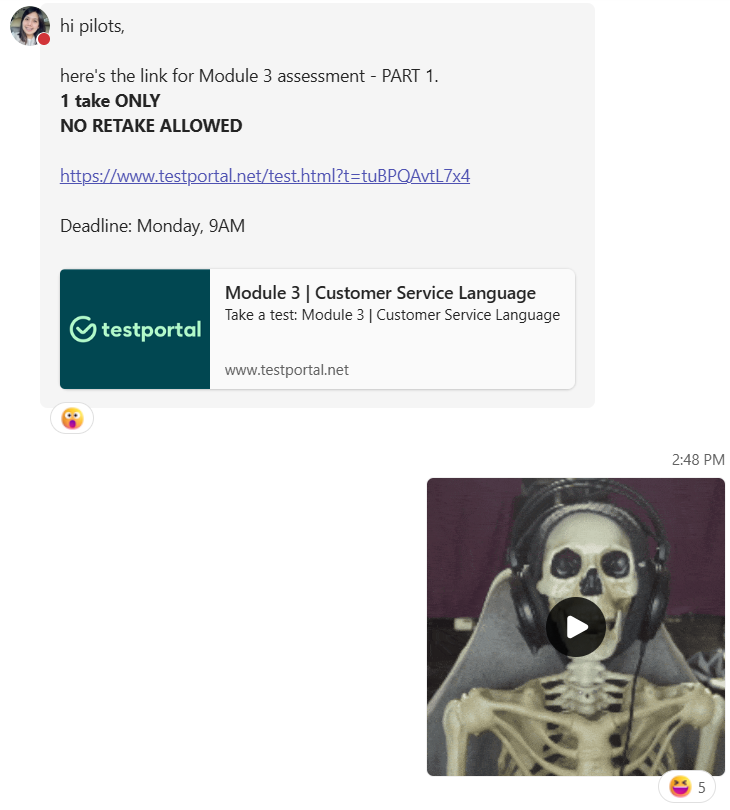 hi pilots,
here's the link for Module 3 assessment - PART 1.
1 take ONLY
NO RETAKE ALLOWED
https://www.testportal.net/test.html?t=tuBPQAvtL7x4
Deadline: Monday, 9AM
testportal
Module 3 | Customer Service Language
Take a test: Module 3 | Customer Service Language
www.testportal.net
2:48 PM
5